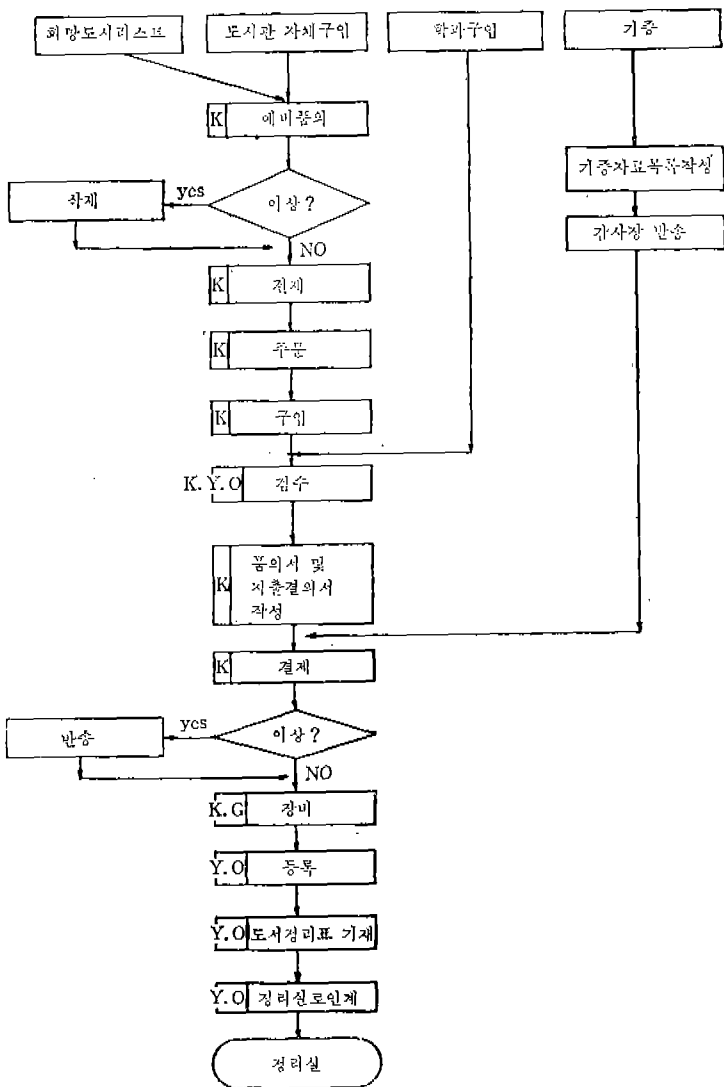 희망도서리스트
도서관 자체구입
학과구입
기증
K 예비품의
기증자료목록작성
yes
이상?
삭제
감사장 반송
NO
K 결제
K 주문
K 구입
K.Y.O 검수
K
품의서 및
지출결의서
작성
K 결제
yes
이상?
반송
NO
K.G 장비
Y.O 등록
Y.O 도서정리표 기재
Y.O 정리실로인계
정리실